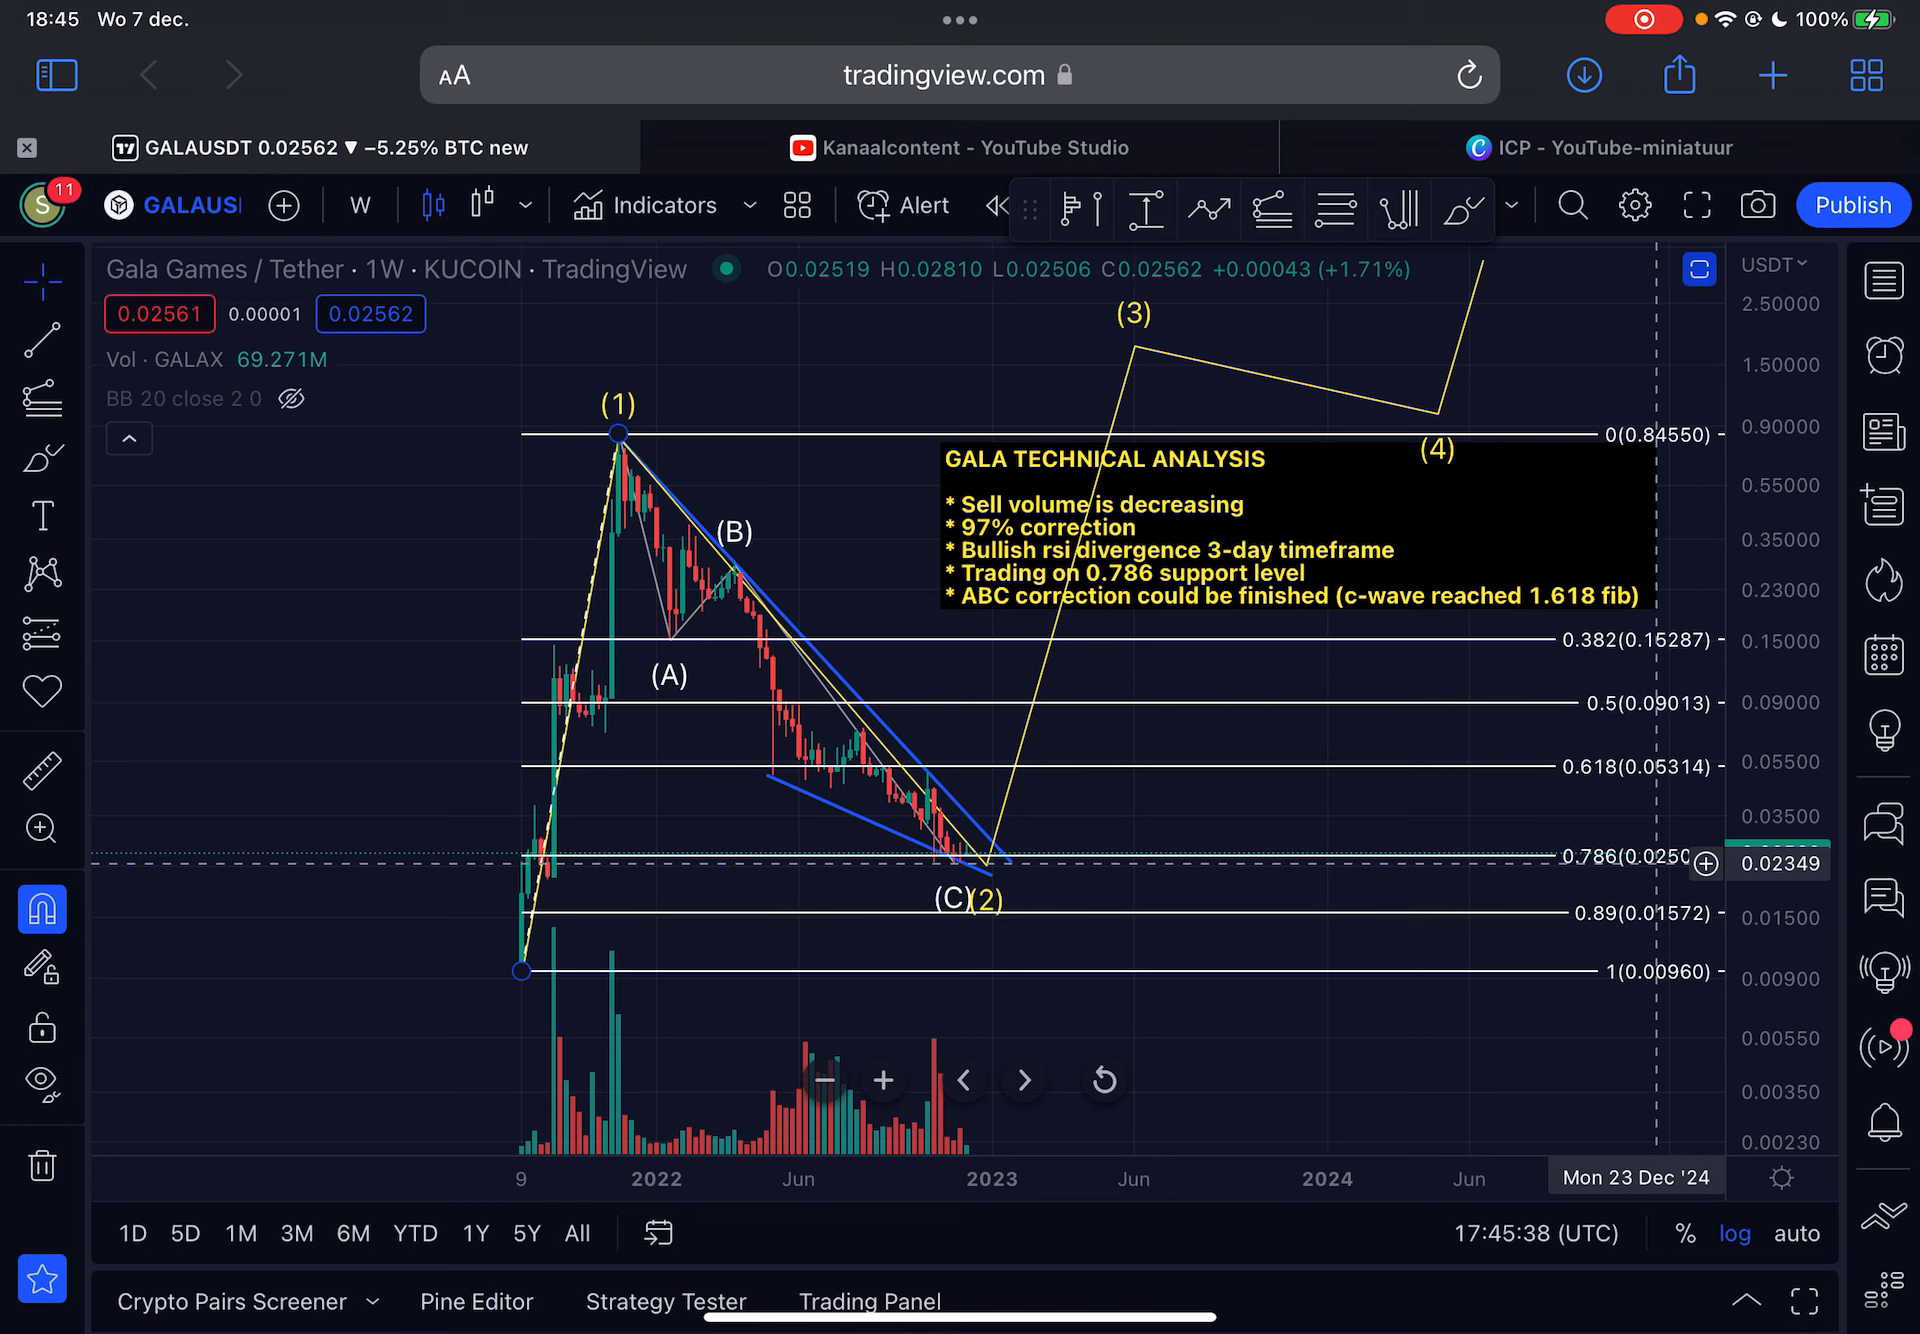 18:45 Wo 7 dec.
100%
AA
tradingview.com
GALAUSDT 0.02562 ▼ −5.25% BTC new
Kanaalcontent - YouTube Studio
ICP - YouTube-miniatuur
S
11
GALAUS
W
Indicators
Alert
Publish
Gala Games / Tether · 1W · KUCOIN · TradingView
O0.02519 H0.02810 L0.02506 C0.02562 +0.00043 (+1.71%)
USDT
0.02561
0.00001
0.02562
Vol · GALAX 69.271M
BB 20 close 2 0
2.50000
1.50000
0.90000
0.55000
0.35000
0.23000
0.15000
0.09000
0.05500
0.03500
0.02349
0.01500
0.00900
0.00550
0.00350
0.00230
(3)
(1)
(4)
(B)
(A)
(C)
(2)
GALA TECHNICAL ANALYSIS
* Sell volume is decreasing
* 97% correction
* Bullish rsi divergence 3-day timeframe
* Trading on 0.786 support level
* ABC correction could be finished (c-wave reached 1.618 fib)
0(0.84550)
0.382(0.15287)
0.5(0.09013)
0.618(0.05314)
0.786(0.0250
0.89(0.01572)
1(0.00960)
9
2022
Jun
2023
Jun
2024
Jun
Mon 23 Dec '24
1D 5D 1M 3M 6M YTD 1Y 5Y All
17:45:38 (UTC)
%
log
auto
Crypto Pairs Screener
Pine Editor
Strategy Tester
Trading Panel